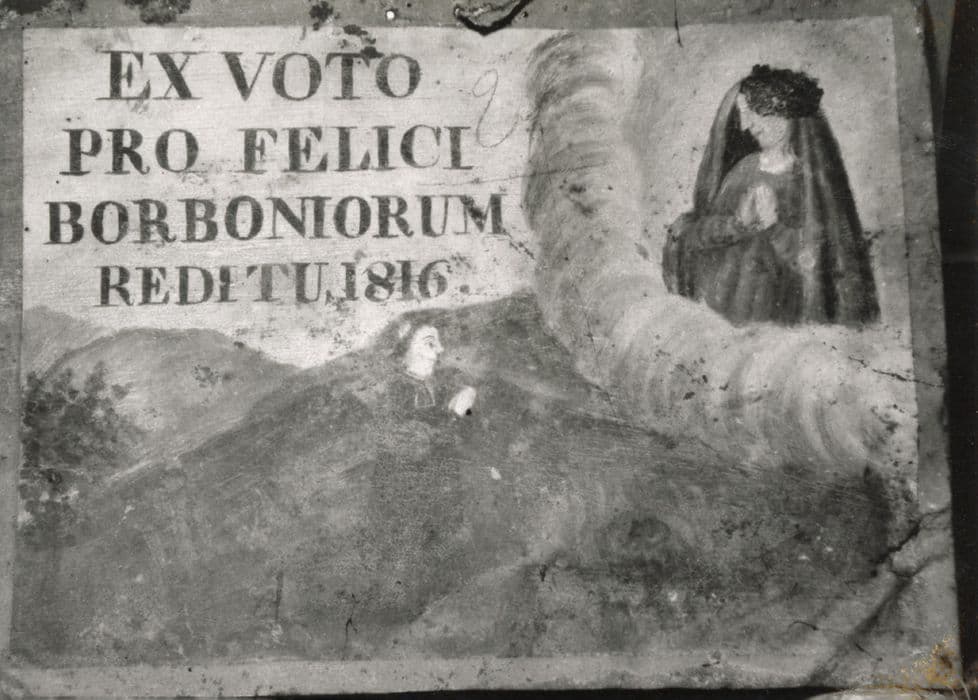 EX VOTO
PRO FELICI
BORBONIORUM
REDITU 1816